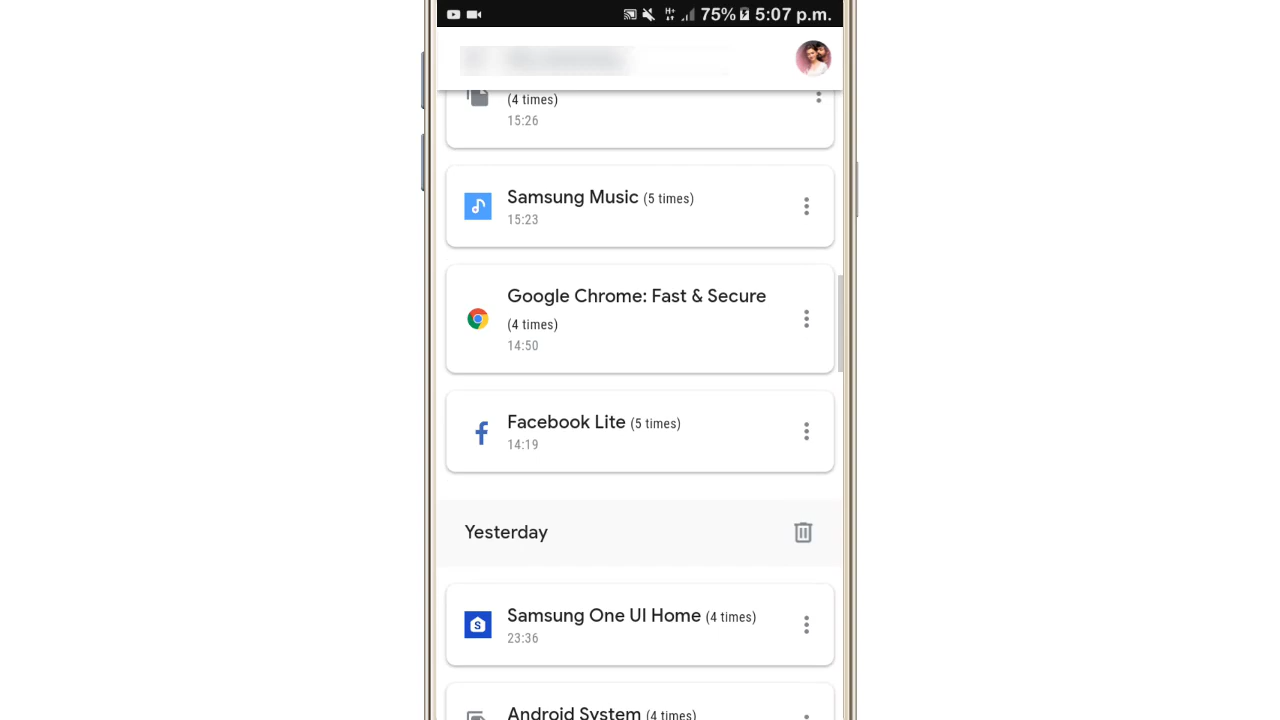 75% 5:07 p.m.
(4 times)
15:26
Samsung Music (5 times)
15:23
Google Chrome: Fast & Secure
(4 times)
14:50
Facebook Lite (5 times)
14:19
Yesterday
Samsung One UI Home (4 times)
23:36
Android System (4 times)